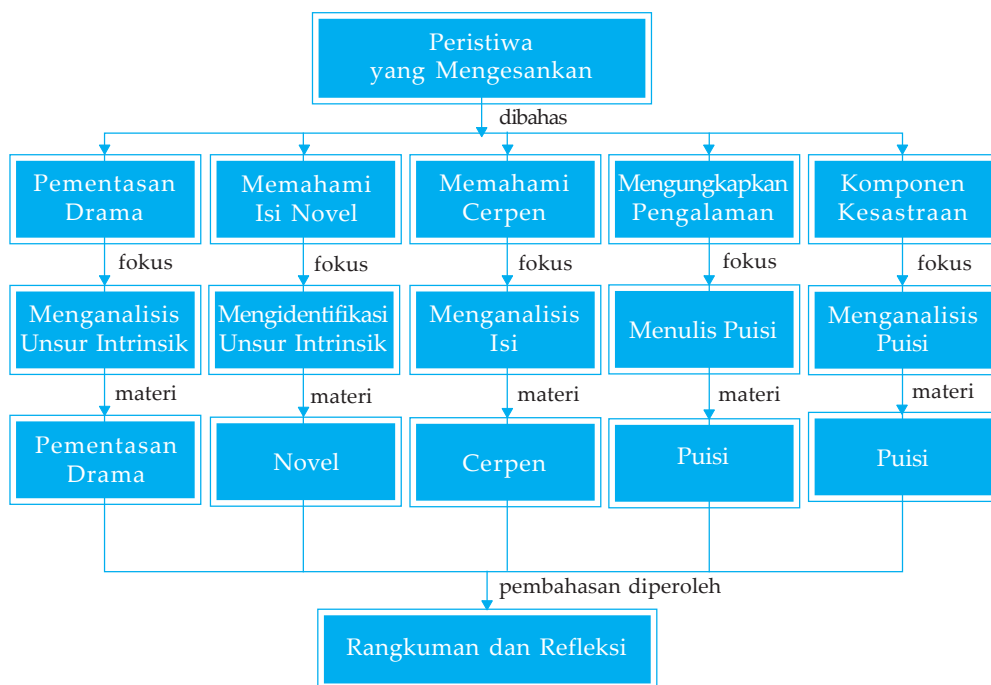 Peristiwa
yang Mengesankan
dibahas
Pementasan
Drama
Memahami
Isi Novel
Memahami
Cerpen
Mengungkapkan
Pengalaman
Komponen
Kesastraan
fokus
fokus
fokus
fokus
fokus
Menganalisis
Unsur Intrinsik
Mengidentifikasi
Unsur Intrinsik
Menganalisis
Isi
Menulis Puisi
Menganalisis
Puisi
materi
materi
materi
materi
materi
Pementasan
Drama
Novel
Cerpen
Puisi
Puisi
pembahasan diperoleh
Rangkuman dan Refleksi